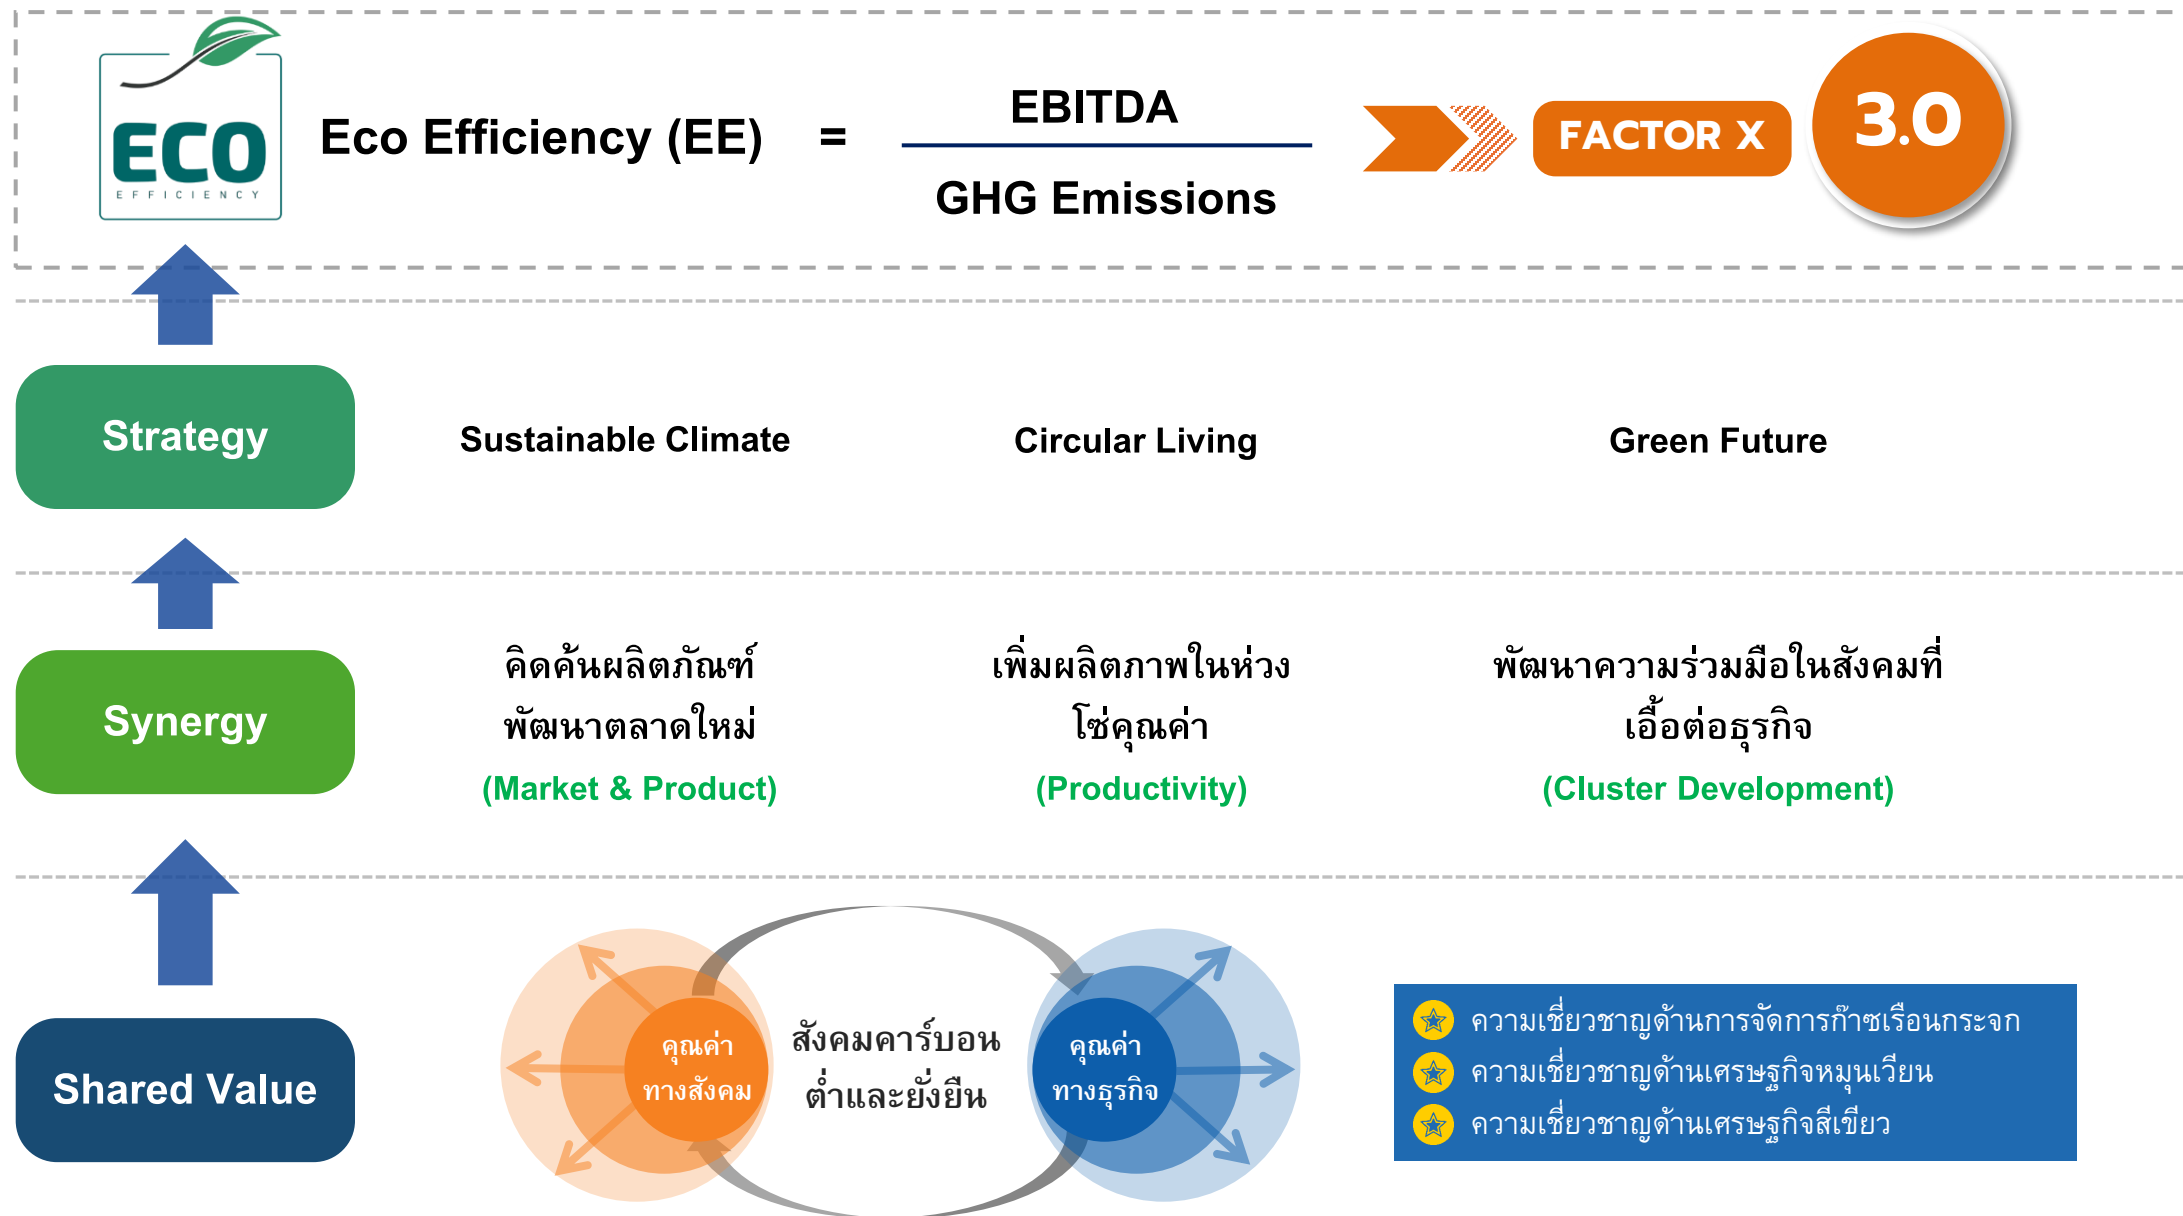 ECO
EFFICIENCY
Eco Efficiency (EE) =
EBITDA
GHG Emissions
FACTOR X
3.0
Strategy
Sustainable Climate
Circular Living
Green Future
Synergy
คิดค้นผลิตภัณฑ์
พัฒนาตลาดใหม่
(Market & Product)
เพิ่มผลิตภาพในห่วง
โซ่คุณค่า
(Productivity)
พัฒนาความร่วมมือในสังคมที่
เอื้อต่อธุรกิจ
(Cluster Development)
Shared Value
คุณค่า
ทางสังคม
สังคมคาร์บอน
ต่ำและยั่งยืน
คุณค่า
ทางธุรกิจ
ความเชี่ยวชาญด้านการจัดการก๊าซเรือนกระจก
ความเชี่ยวชาญด้านเศรษฐกิจหมุนเวียน
ความเชี่ยวชาญด้านเศรษฐกิจสีเขียว